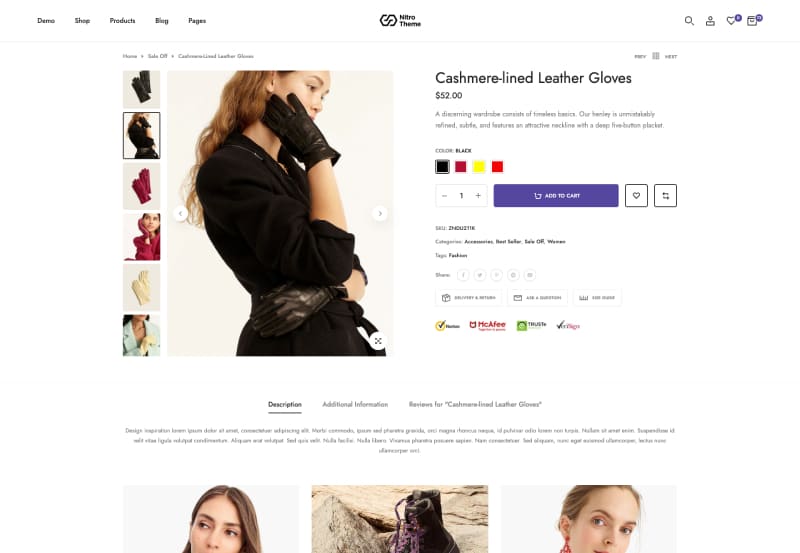 Demo Shop Products Blog Pages
Nitro
Theme
Home Sale Off Cashmere-Lined Leather Gloves
PREV NEXT
Cashmere-lined Leather Gloves
$52.00
A discerning wardrobe consists of timeless basics. Our henley is unmistakably
refined, subtle, and features an attractive neckline with a deep five-button placket.
COLOR: BLACK
− 1 +
ADD TO CART
SKU: ZNDU211K
Categories: Accessories, Best Seller, Sale Off, Women
Tags: Fashion
Share:
DELIVERY & RETURN ASK A QUESTION SIZE GUIDE
Norton
McAfee
TRUSTe
VeriSign
Description Additional Information Reviews for "Cashmere-lined Leather Gloves"
Design inspiration lorem ipsum dolor sit amet, consectetuer adipiscing elit. Morbi commodo, ipsum sed pharetra gravida, orci magna rhoncus neque, id pulvinar odio lorem non turpis. Nullam sit amet enim. Suspendisse id
velit vitae ligula volutpat condimentum. Aliquam erat volutpat. Sed quis velit. Nulla facilisi. Nulla libero. Vivamus pharetra posuere sapien. Nam consectetuer. Sed aliquam, nunc eget euismod ullamcorper, lectus nunc
ullamcorper orci.